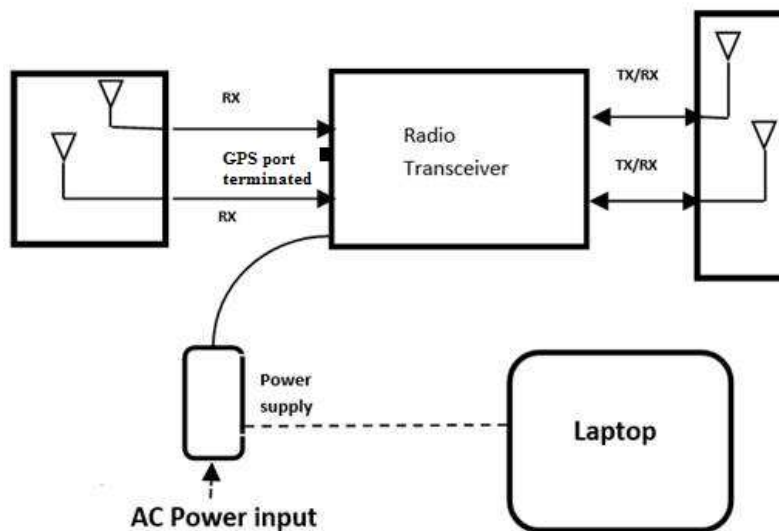 TX/RX
RX
Radio
Transceiver
GPS port
terminated
TX/RX
RX
Power
supply
Laptop
AC Power input